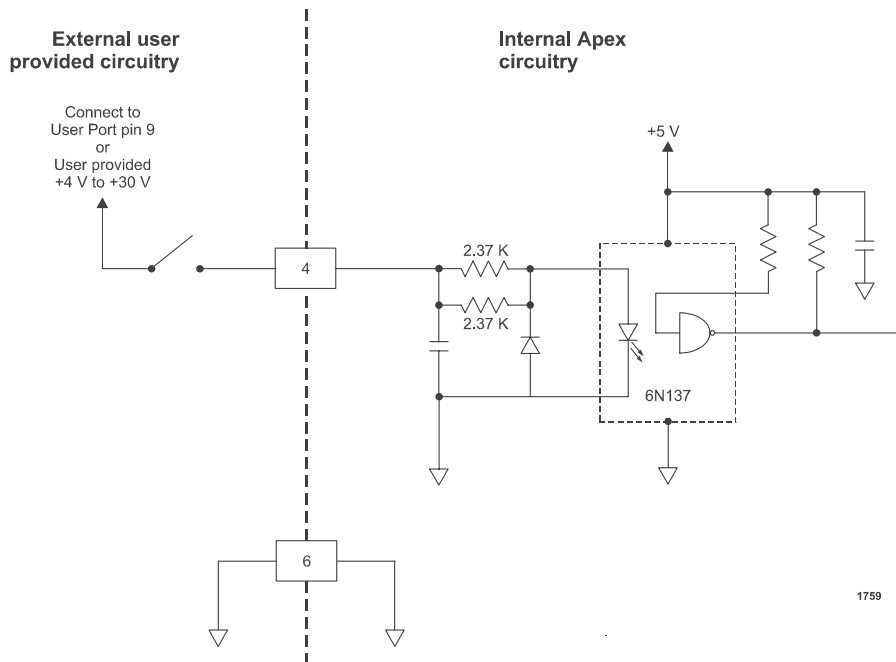 External user
provided circuitry
Internal Apex
circuitry
Connect to
User Port pin 9
or
User provided
+4 V to +30 V
+5 V
4
2.37 K
2.37 K
6N137
6
1759